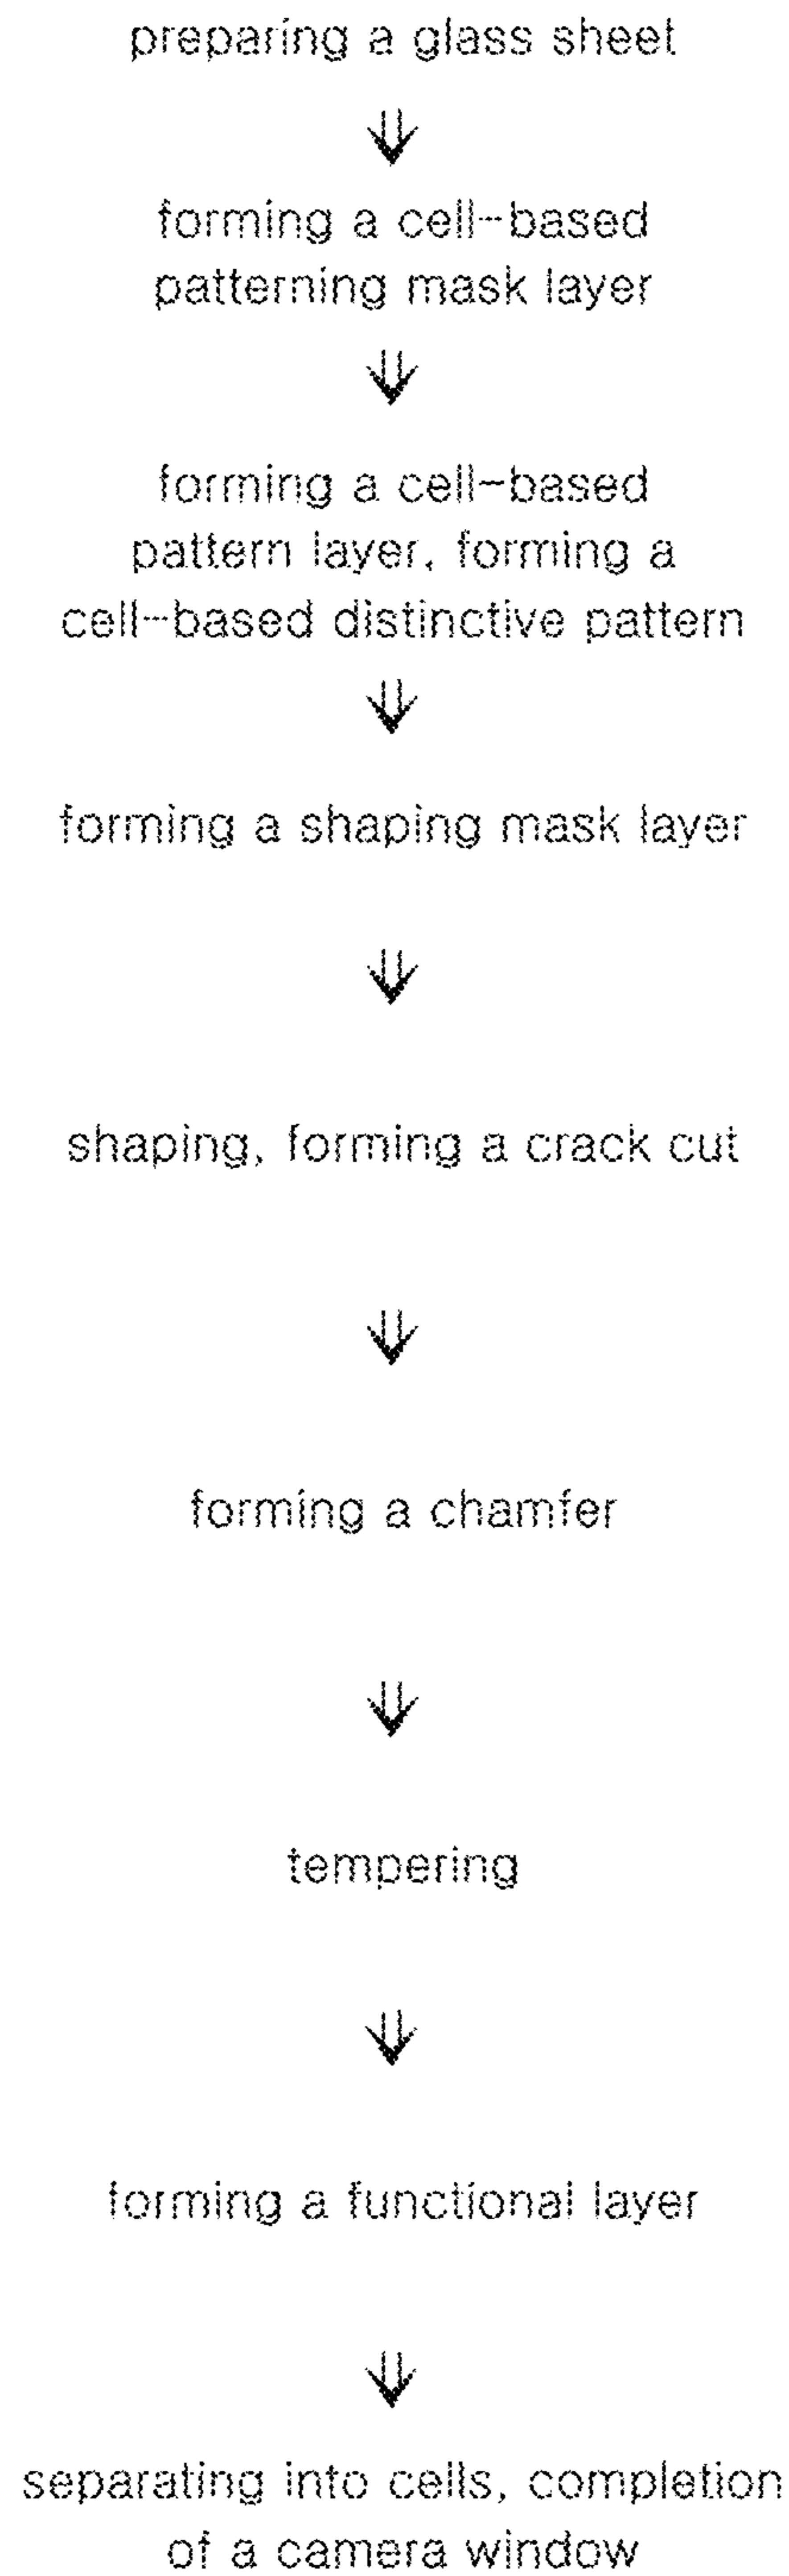 preparing a glass sheet
⇓
forming a cell-based
patterning mask layer
⇓
forming a cell-based
pattern layer, forming a
cell-based distinctive pattern
⇓
forming a shaping mask layer
⇓
shaping, forming a crack cut
⇓
forming a chamfer
⇓
tempering
⇓
forming a functional layer
⇓
separating into cells, completion
of a camera window